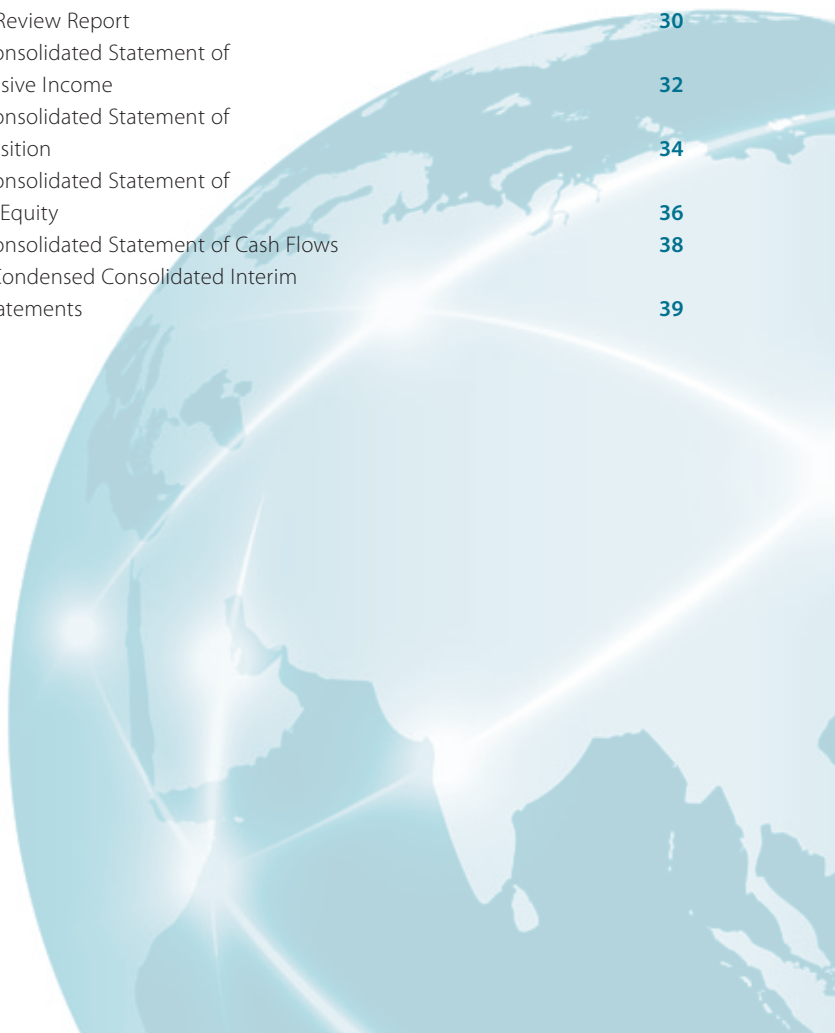 Review Report 30
onsolidated Statement of
sive Income 32
onsolidated Statement of
sition 34
onsolidated Statement of
Equity 36
onsolidated Statement of Cash Flows 38
Condensed Consolidated Interim
atements 39